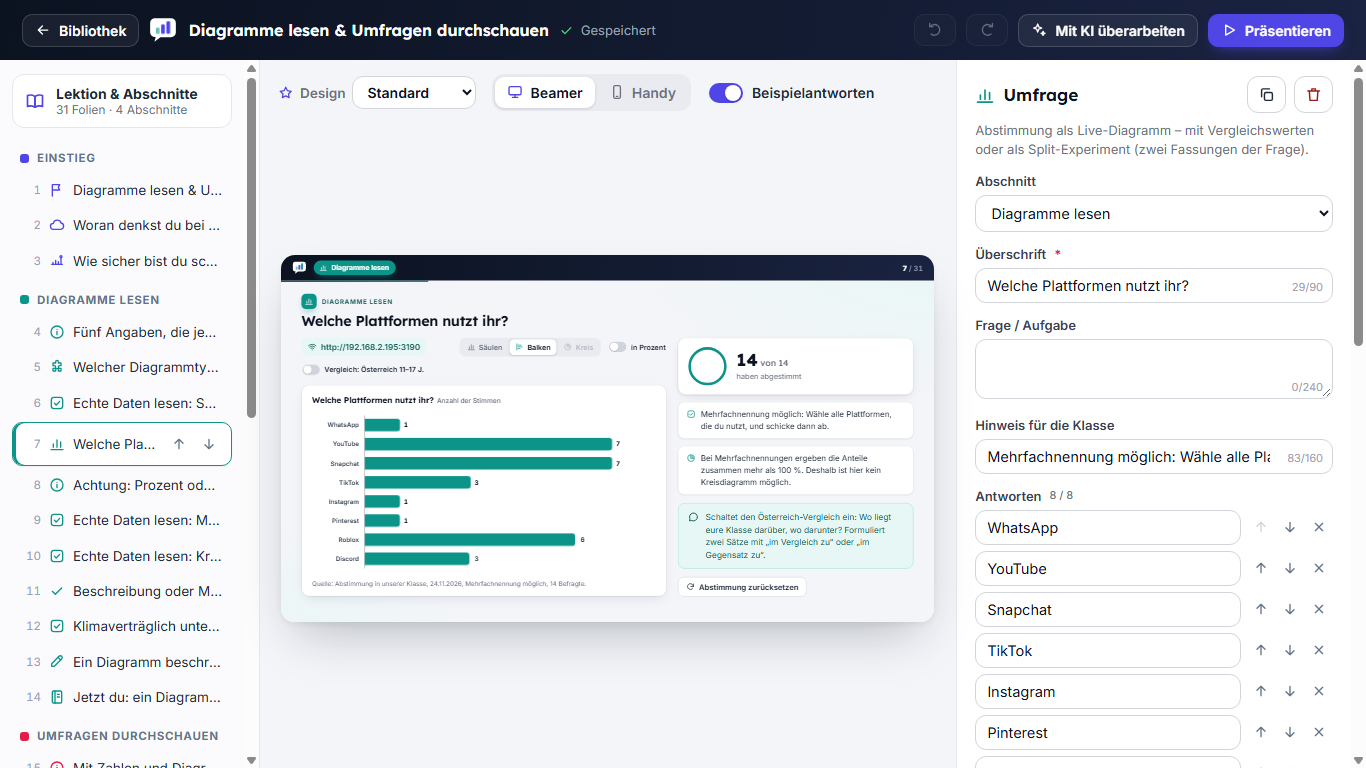 Bibliothek
Diagramme lesen & Umfragen durchschauen
Gespeichert
Mit KI überarbeiten
Präsentieren
Lektion & Abschnitte
31 Folien · 4 Abschnitte
EINSTIEG
1 Diagramme lesen & U...
2 Woran denkst du bei ...
3 Wie sicher bist du sc...
DIAGRAMME LESEN
4 Fünf Angaben, die je...
5 Welcher Diagrammty...
6 Echte Daten lesen: S...
7 Welche Pla...
8 Achtung: Prozent od...
9 Echte Daten lesen: M...
10 Echte Daten lesen: Kr...
11 Beschreibung oder M...
12 Klimaverträglich unte...
13 Ein Diagramm beschr...
14 Jetzt du: ein Diagram...
UMFRAGEN DURCHSCHAUEN
15 Mit Zahlen und Diagr...
Design
Standard
Beamer
Handy
Beispielantworten
Diagramme lesen
7 / 31
DIAGRAMME LESEN
Welche Plattformen nutzt ihr?
http://192.168.2.195:3190
Säulen
Balken
Kreis
in Prozent
Vergleich: Österreich 11–17 J.
Welche Plattformen nutzt ihr? Anzahl der Stimmen
WhatsApp 1
YouTube 7
Snapchat 7
TikTok 3
Instagram 1
Pinterest 1
Roblox 6
Discord 3
Quelle: Abstimmung in unserer Klasse, 24.11.2026, Mehrfachnennung möglich, 14 Befragte.
14 von 14
haben abgestimmt
Mehrfachnennung möglich: Wähle alle Plattformen,
die du nutzt, und schicke dann ab.
Bei Mehrfachnennungen ergeben die Anteile
zusammen mehr als 100 %. Deshalb ist hier kein
Kreisdiagramm möglich.
Schaltet den Österreich-Vergleich ein: Wo liegt
eure Klasse darüber, wo darunter? Formuliert
zwei Sätze mit „im Vergleich zu“ oder „im
Gegensatz zu“.
Abstimmung zurücksetzen
Umfrage
Abstimmung als Live-Diagramm – mit Vergleichswerten
oder als Split-Experiment (zwei Fassungen der Frage).
Abschnitt
Diagramme lesen
Überschrift *
Welche Plattformen nutzt ihr? 29/90
Frage / Aufgabe
0/240
Hinweis für die Klasse
Mehrfachnennung möglich: Wähle alle Pla 83/160
Antworten 8 / 8
WhatsApp
YouTube
Snapchat
TikTok
Instagram
Pinterest